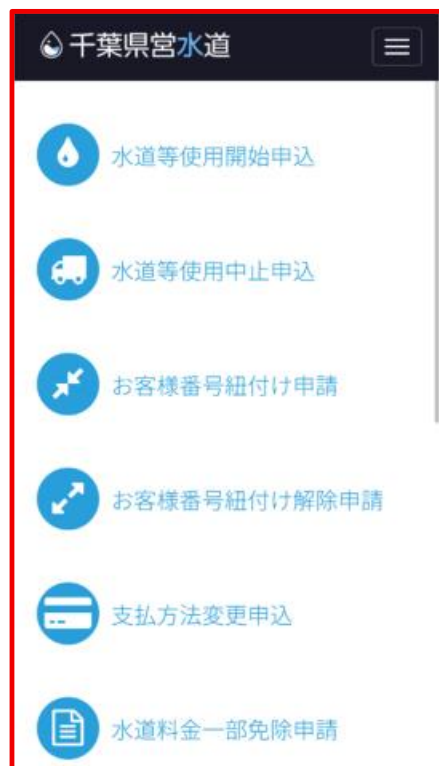 千葉県営水道
水道等使用開始申込
水道等使用中止申込
お客様番号紐付け申請
お客様番号紐付け解除申請
支払方法変更申込
水道料金一部免除申請